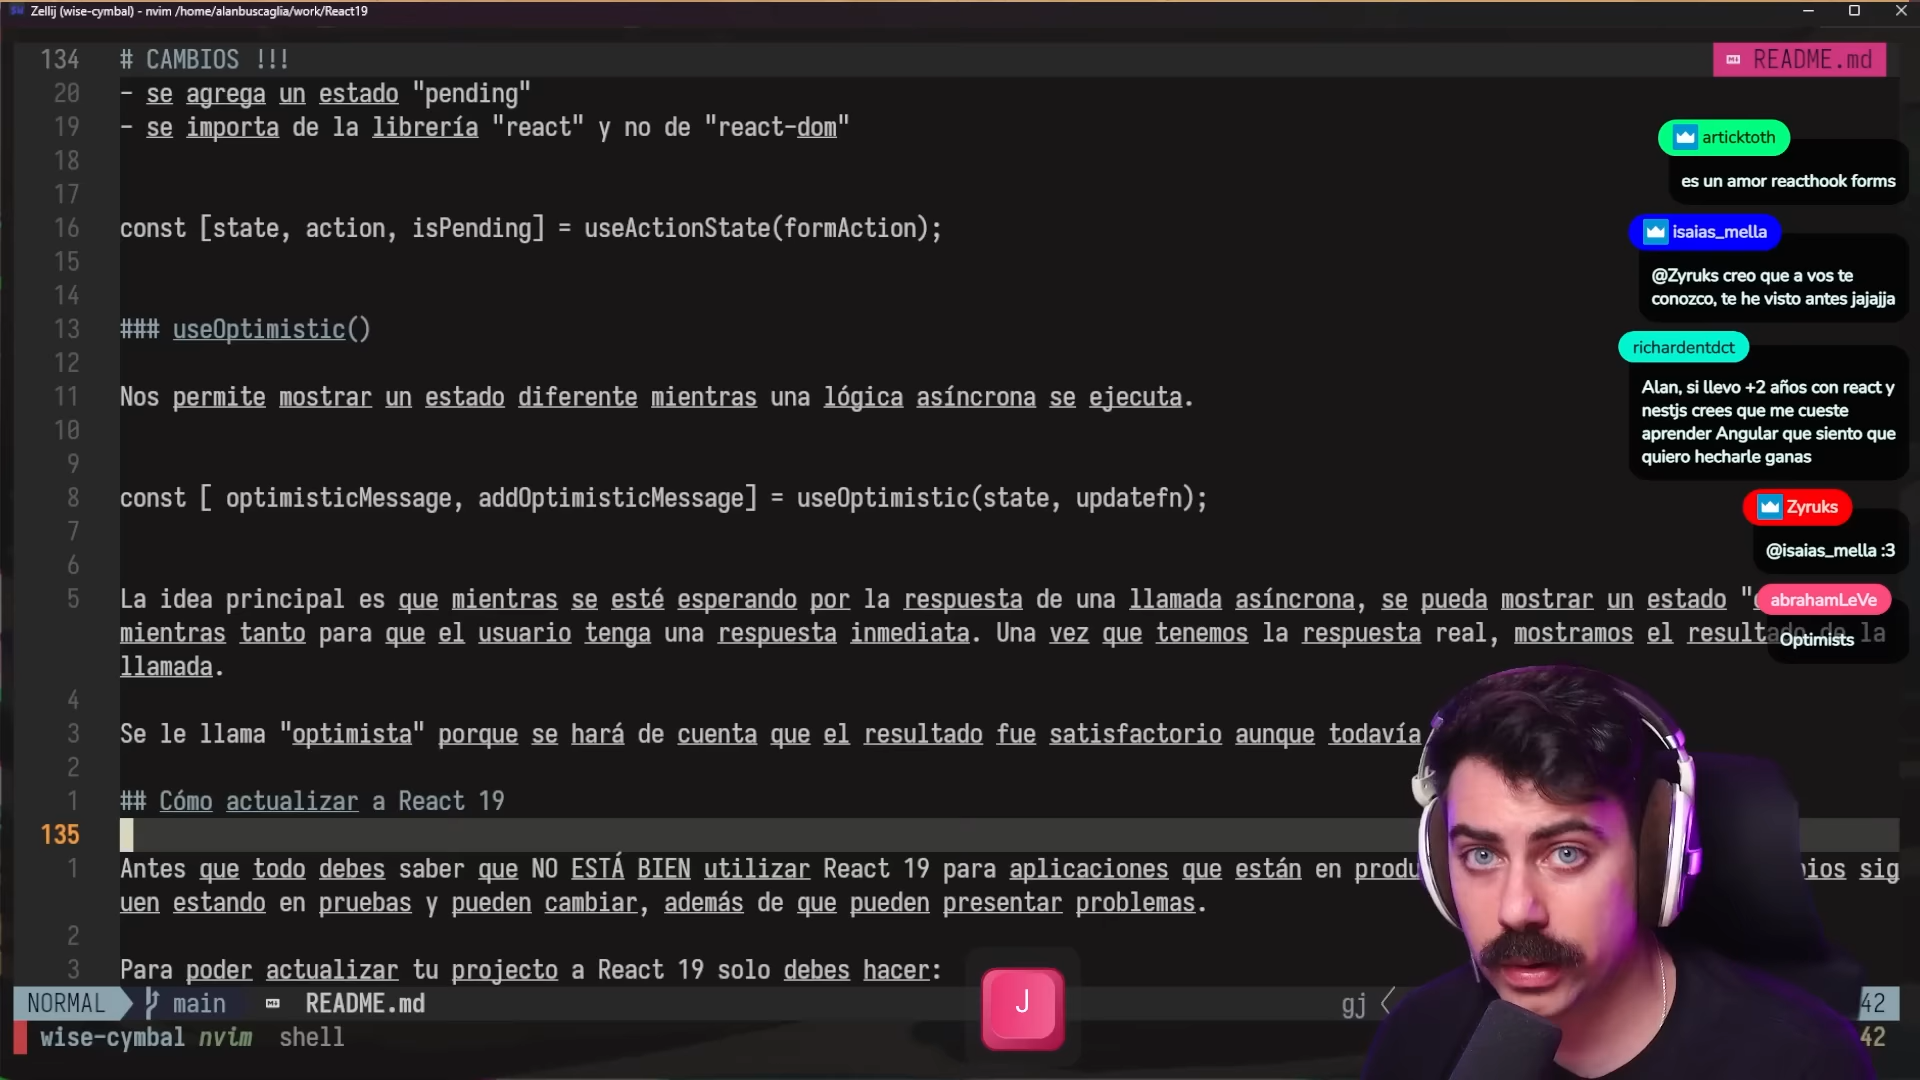 Zellij (wise-cymbal) - nvim /home/alanbuscaglia/work/React19
134 # CAMBIOS !!!
README.md
20 - se agrega un estado "pending"
19 - se importa de la librería "react" y no de "react-dom"
18
17
16 const [state, action, isPending] = useActionState(formAction);
15
14
13 ### useOptimistic()
12
11 Nos permite mostrar un estado diferente mientras una lógica asíncrona se ejecuta.
10
9
8 const [ optimisticMessage, addOptimisticMessage] = useOptimistic(state, updatefn);
7
6
5 La idea principal es que mientras se esté esperando por la respuesta de una llamada asíncrona, se pueda mostrar un estado "
mientras tanto para que el usuario tenga una respuesta inmediata. Una vez que tenemos la respuesta real, mostramos el resultado de la
llamada.
4
3 Se le llama "optimista" porque se hará de cuenta que el resultado fue satisfactorio aunque todavía
2
1 ## Cómo actualizar a React 19
135
1 Antes que todo debes saber que NO ESTÁ BIEN utilizar React 19 para aplicaciones que están en produ ios sig
uen estando en pruebas y pueden cambiar, además de que pueden presentar problemas.
2
3 Para poder actualizar tu projecto a React 19 solo debes hacer:
NORMAL main README.md gj 42
wise-cymbal nvim shell 42
J
articktoth
es un amor reacthook forms
isaias_mella
@Zyruks creo que a vos te
conozco, te he visto antes jajajja
richardentdct
Alan, si llevo +2 años con react y
nestjs crees que me cueste
aprender Angular que siento que
quiero hecharle ganas
Zyruks
@isaias_mella :3
abrahamLeVe
Optimists